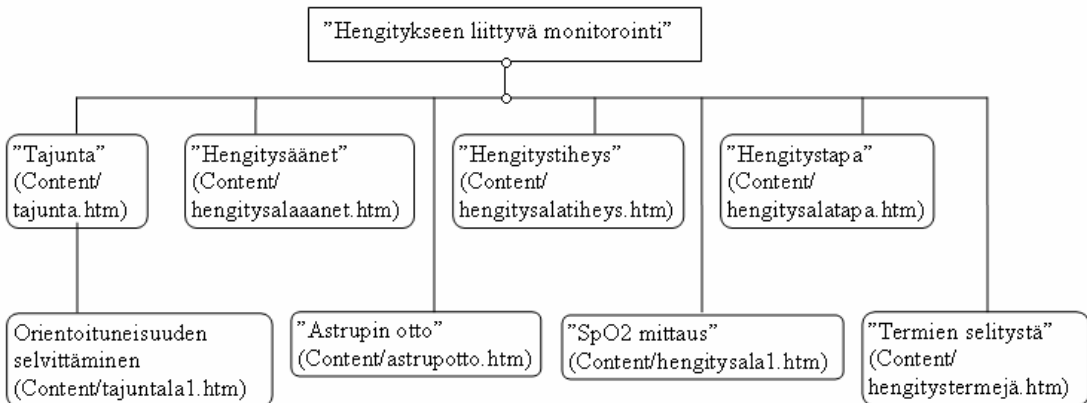 ”Hengitykseen liittyvä monitorointi”
”Tajunta”
(Content/
tajunta.htm)
”Hengitysäänet”
(Content/
hengitysalaaanet.htm)
”Hengitystiheys”
(Content/
hengitysalatiheys.htm)
”Hengitystapa”
(Content/
hengitysalatapa.htm)
Orientoituneisuuden
selvittäminen
(Content/tajuntala1.htm)
”Astrupin otto”
(Content/astrupotto.htm)
”SpO2 mittaus”
(Content/hengitysala1.htm)
”Termien selitystä”
(Content/
hengitystermejä.htm)